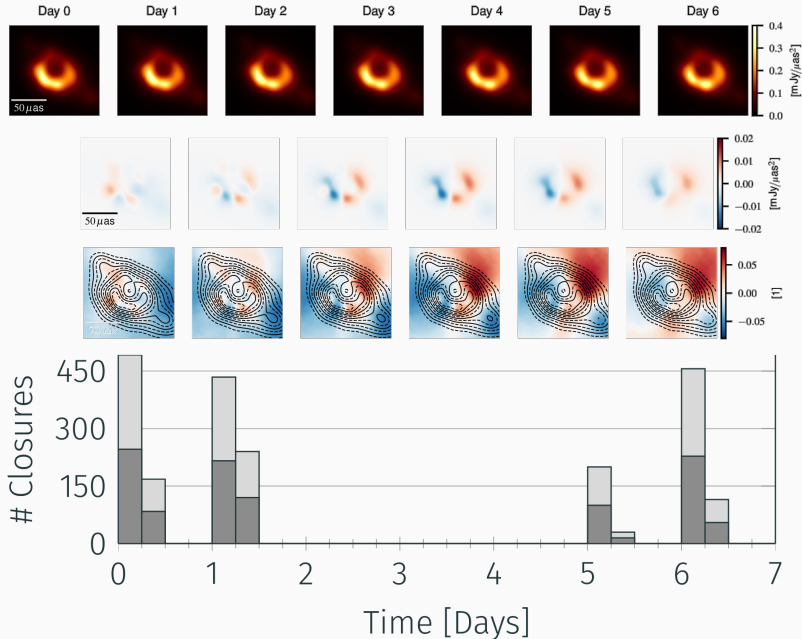 Day 0 Day 1 Day 2 Day 3 Day 4 Day 5 Day 6
0.4
0.3
0.2
0.1
0.0
[mJy/μas²]
50 μas
0.02
0.01
0.00
−0.01
−0.02
[mJy/μas²]
50 μas
0.05
0.00
−0.05
[1]
450
300
150
0
# Closures
0 1 2 3 4 5 6 7
Time [Days]